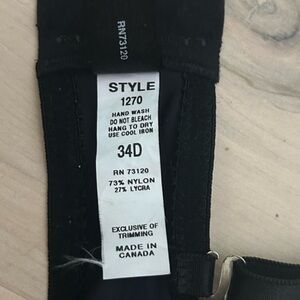 RN73120
STYLE
1270
HAND WASH
DO NOT BLEACH
HANG TO DRY
USE COOL IRON
34D
RN 73120
73% NYLON
27% LYCRA
EXCLUSIVE OF
TRIMMING
MADE IN
CANADA